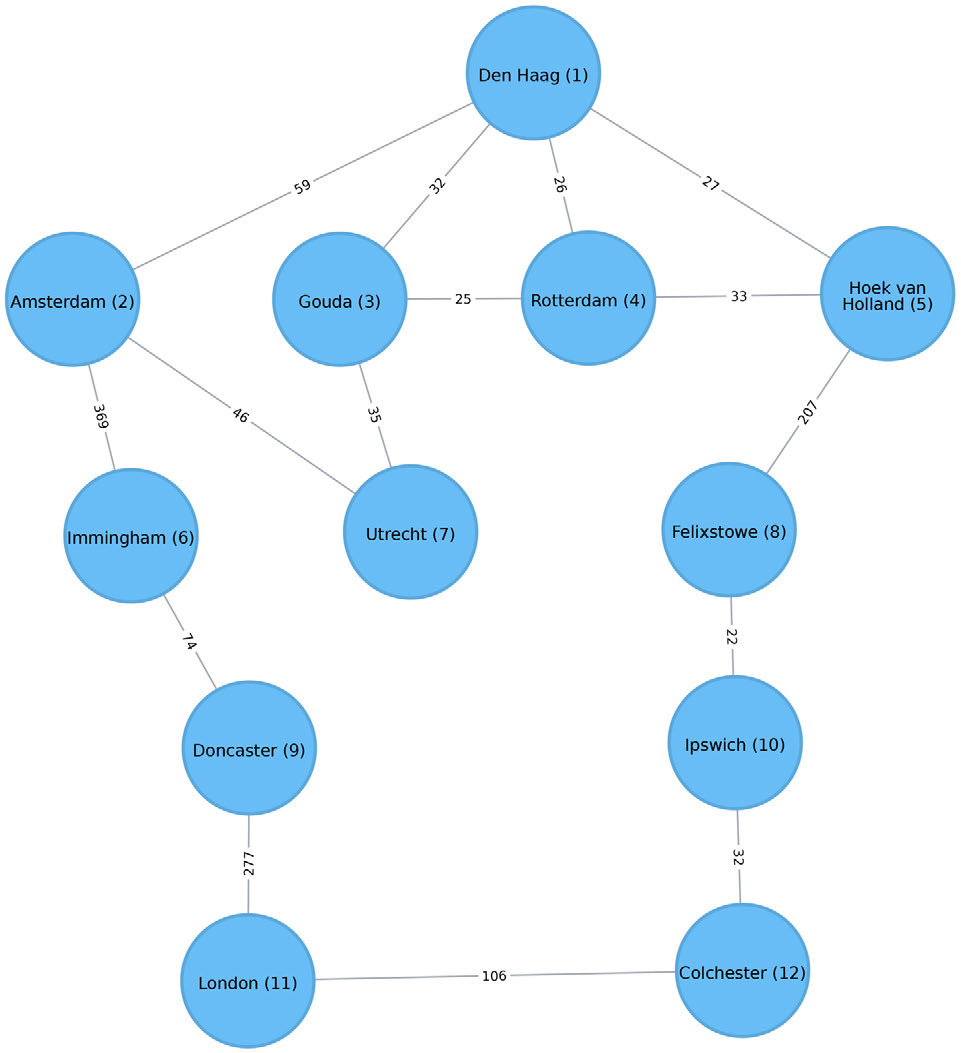 Den Haag (1)
59
32
26
27
Amsterdam (2)
Gouda (3)
25
Rotterdam (4)
33
Hoek van
Holland (5)
369
46
35
207
Immingham (6)
Utrecht (7)
Felixstowe (8)
74
22
Doncaster (9)
Ipswich (10)
277
32
London (11)
106
Colchester (12)